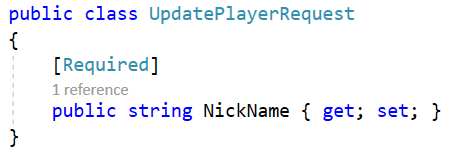 public class UpdatePlayerRequest
{
[Required]
1 reference
public string NickName { get; set; }
}